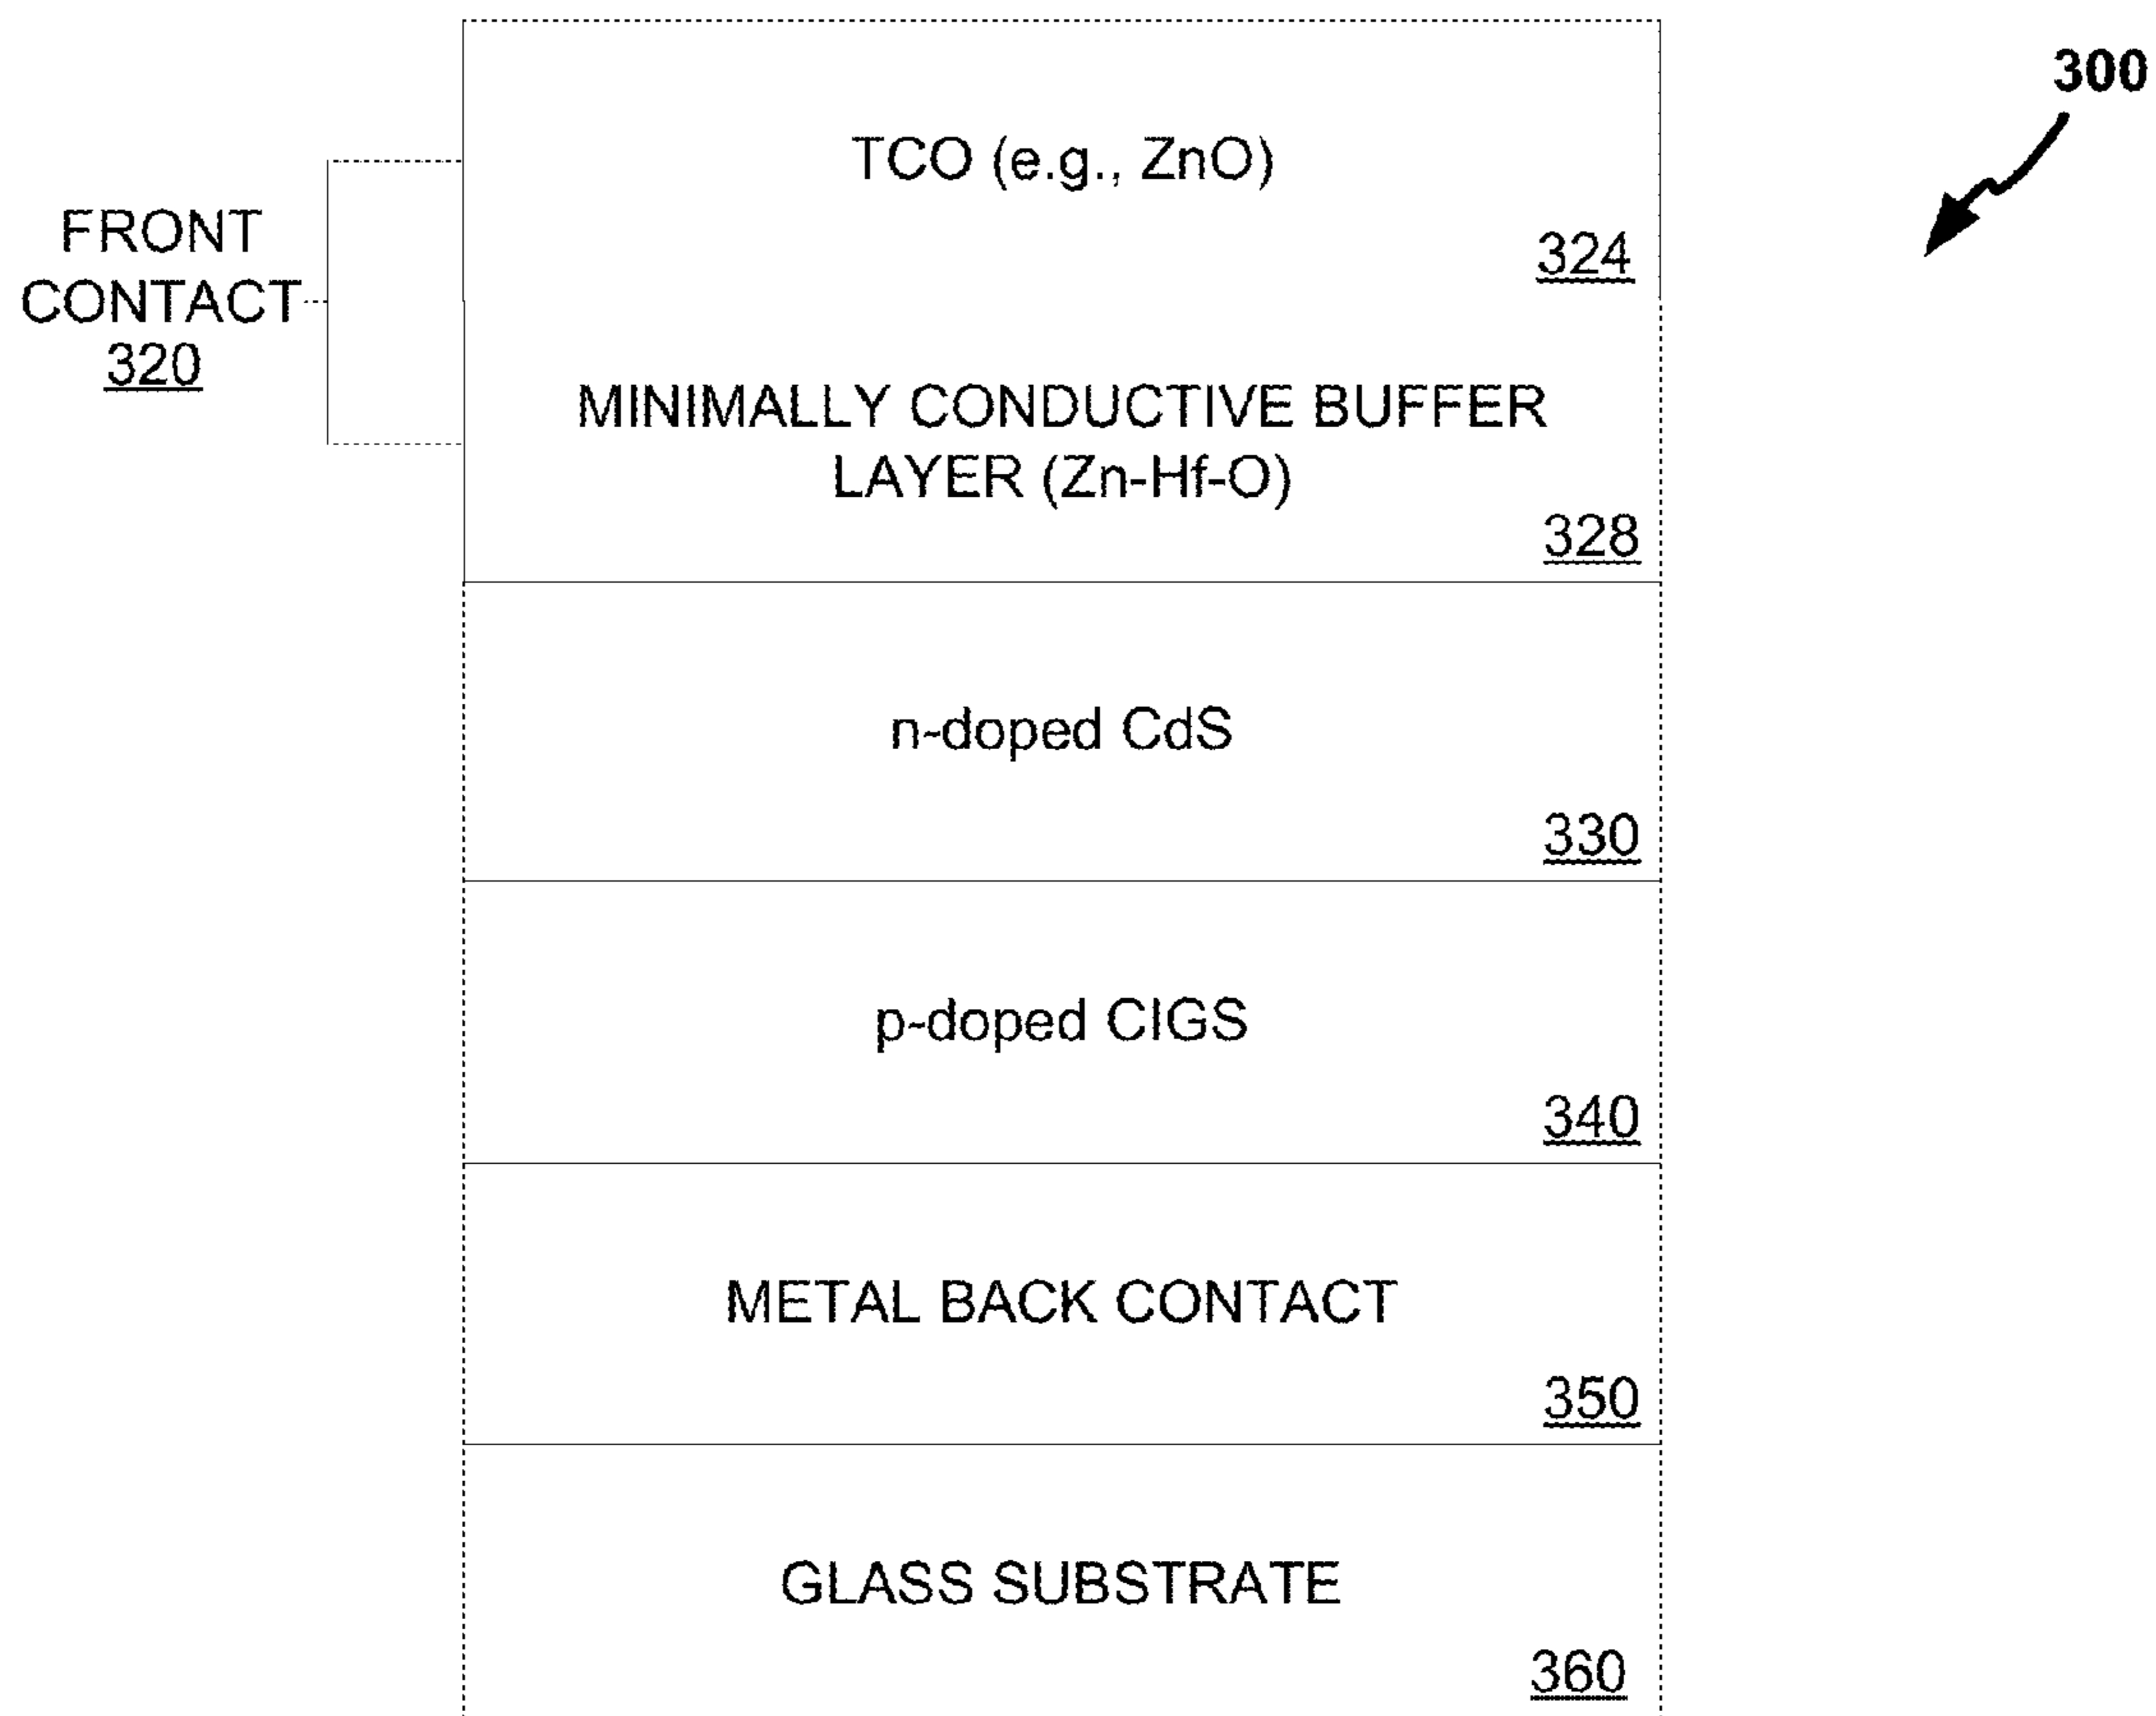 300
TCO (e.g., ZnO)
324
FRONT
CONTACT
320
MINIMALLY CONDUCTIVE BUFFER
LAYER (Zn-Hf-O)
328
n-doped CdS
330
p-doped CIGS
340
METAL BACK CONTACT
350
GLASS SUBSTRATE
360